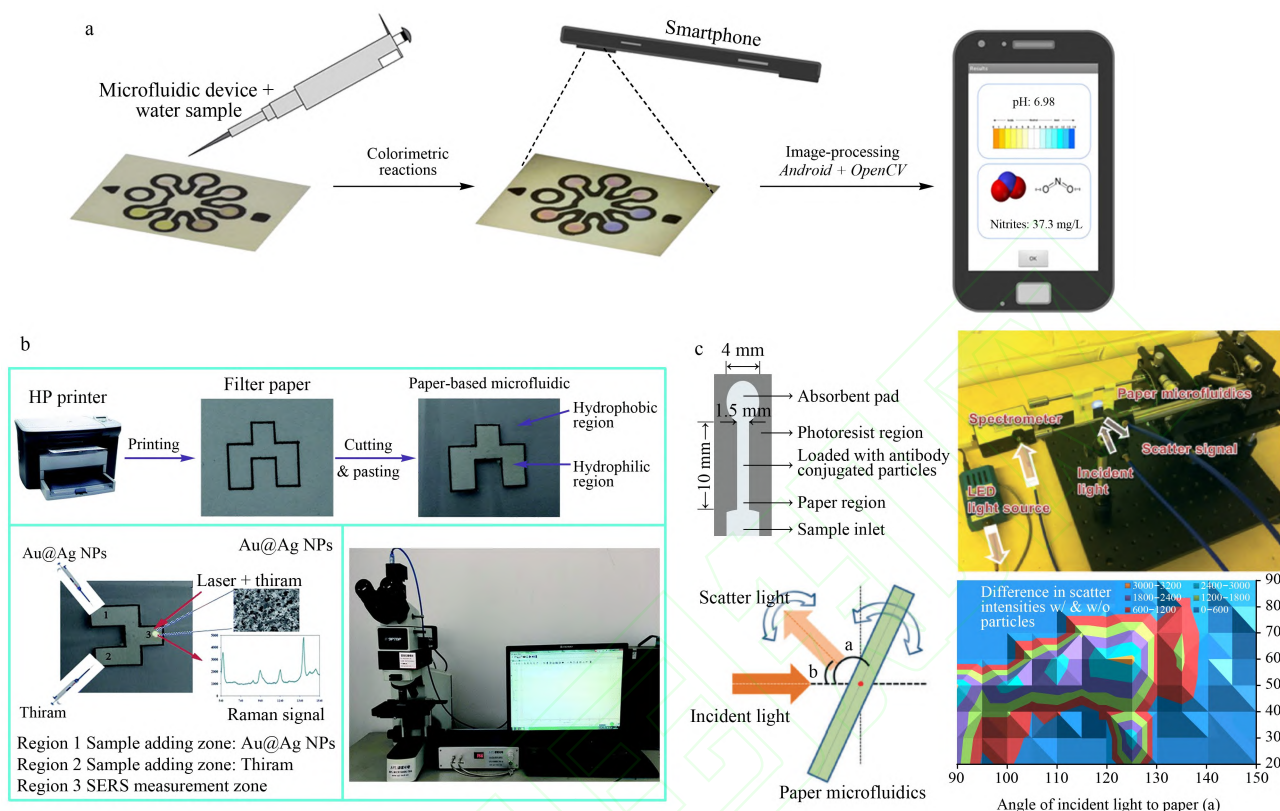 a
Microfluidic device +
water sample
Colorimetric
reactions
Smartphone
Image-processing
Android + OpenCV
Results
pH: 6.98
Nitrites: 37.3 mg/L
OK
b
HP printer
Printing
Filter paper
Cutting
& pasting
Paper-based microfluidic
Hydrophobic
region
Hydrophilic
region
Au@Ag NPs
Au@Ag NPs
Laser + thiram
1
2
3
Thiram
Raman signal
Region 1 Sample adding zone: Au@Ag NPs
Region 2 Sample adding zone: Thiram
Region 3 SERS measurement zone
c
4 mm
1.5 mm
10 mm
Absorbent pad
Photoresist region
Loaded with antibody
conjugated particles
Paper region
Sample inlet
Spectrometer
Paper microfluidics
Scatter signal
Incident
light
LED
light source
Scatter light
a
b
Incident light
Paper microfluidics
Difference in scatter
intensities w/ & w/o
particles
3000-3200
2400-3000
1800-2400
1200-1800
600-1200
0-600
90
80
70
60
50
40
30
20
90 100 110 120 130 140 150
Angle of incident light to paper (a)